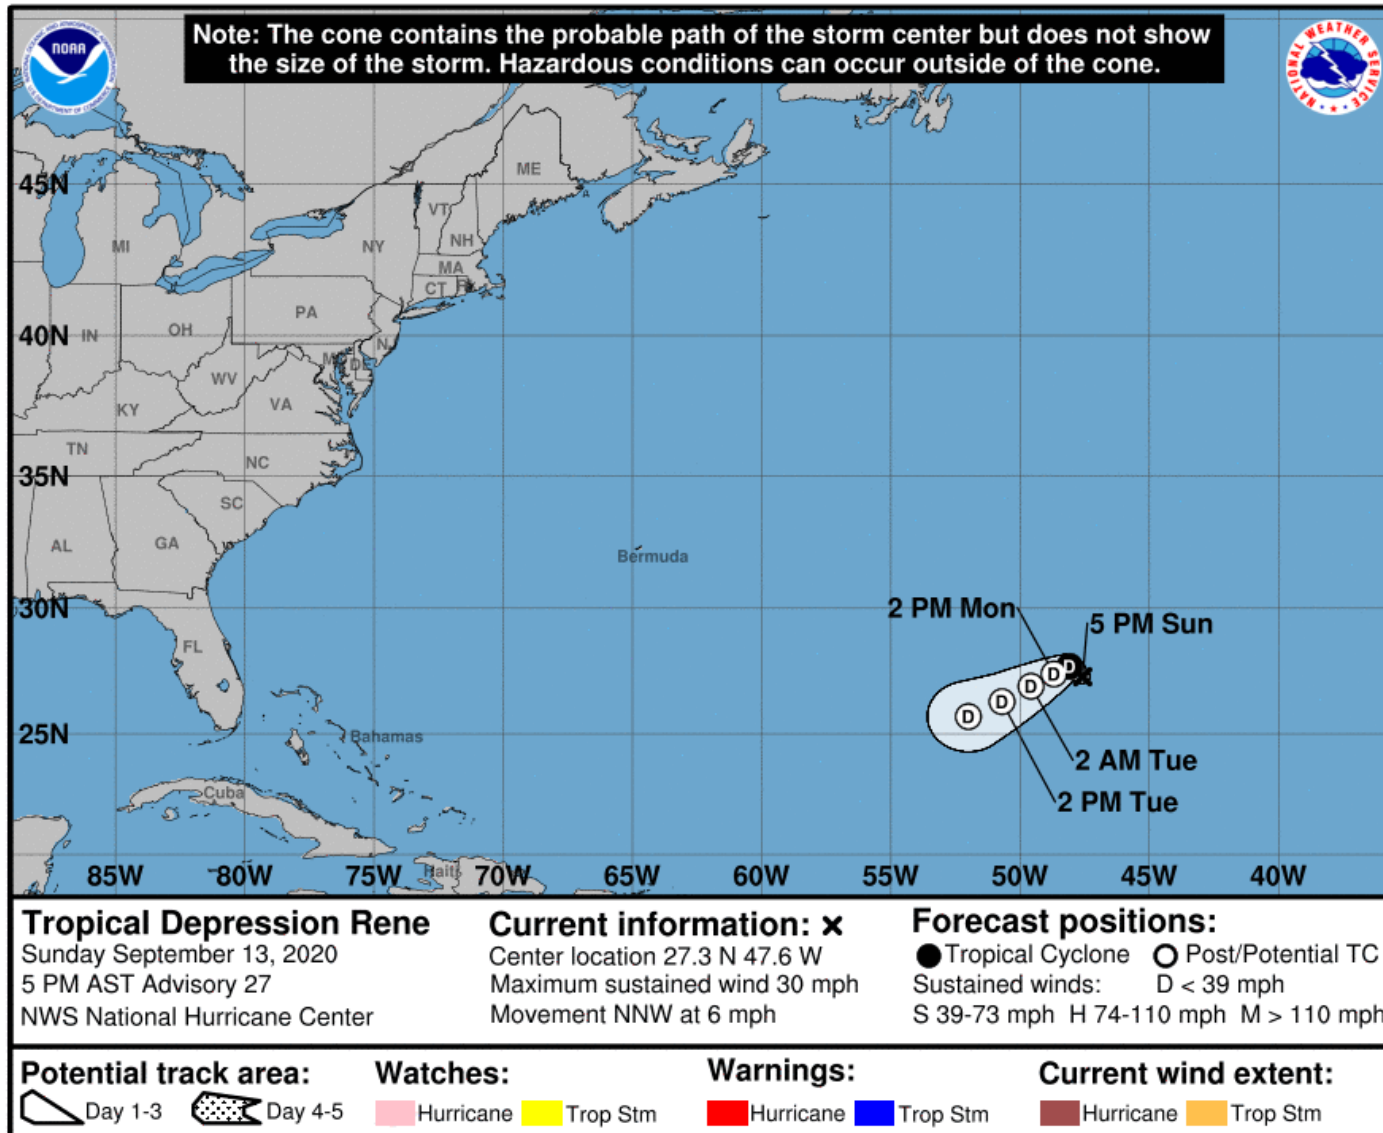 Note: The cone contains the probable path of the storm center but does not show
the size of the storm. Hazardous conditions can occur outside of the cone.
NOAA
NATIONAL WEATHER SERVICE
45N
40N
35N
30N
25N
ME
VT
NH
MI
NY
MA
CT
PA
IN
OH
WV
KY
VA
TN
NC
SC
AL
GA
FL
DE
Bermuda
Bahamas
Cuba
2 PM Mon
5 PM Sun
D
D
D
D
D
2 AM Tue
2 PM Tue
85W
80W
75W
70W
65W
60W
55W
50W
45W
40W
Tropical Depression Rene
Sunday September 13, 2020
5 PM AST Advisory 27
NWS National Hurricane Center
Current information: x
Center location 27.3 N 47.6 W
Maximum sustained wind 30 mph
Movement NNW at 6 mph
Forecast positions:
Tropical Cyclone Post/Potential TC
Sustained winds: D < 39 mph
S 39-73 mph H 74-110 mph M > 110 mph
Potential track area:
Day 1-3 Day 4-5
Watches:
Hurricane Trop Stm
Warnings:
Hurricane Trop Stm
Current wind extent:
Hurricane Trop Stm